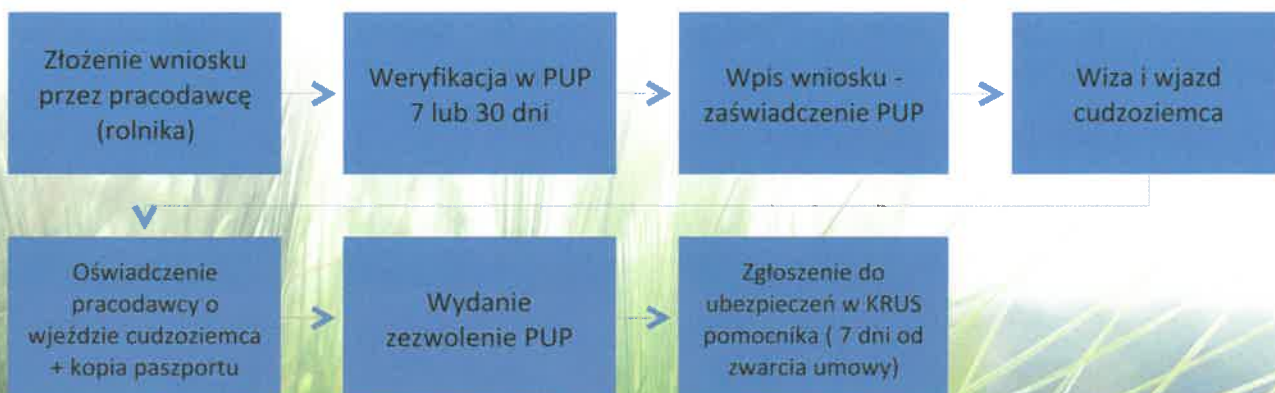 Złożenie wniosku
przez pracodawcę
(rolnika)
Weryfikacja w PUP
7 lub 30 dni
Wpis wniosku -
zaświadczenie PUP
Wiza i wjazd
cudzoziemca
Oświadczenie
pracodawcy o
wjeździe cudzoziemca
+ kopia paszportu
Wydanie
zezwolenie PUP
Zgłoszenie do
ubezpieczeń w KRUS
pomocnika ( 7 dni od
zwarcia umowy)